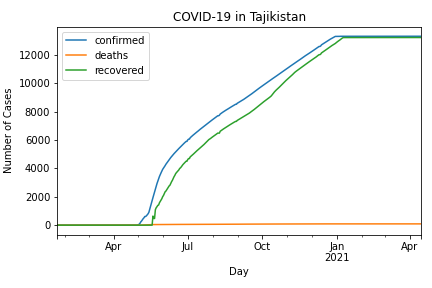 COVID-19 in Tajikistan
confirmed
deaths
recovered
Number of Cases
12000
10000
8000
6000
4000
2000
0
Apr Jul Oct Jan Apr
2021
Day